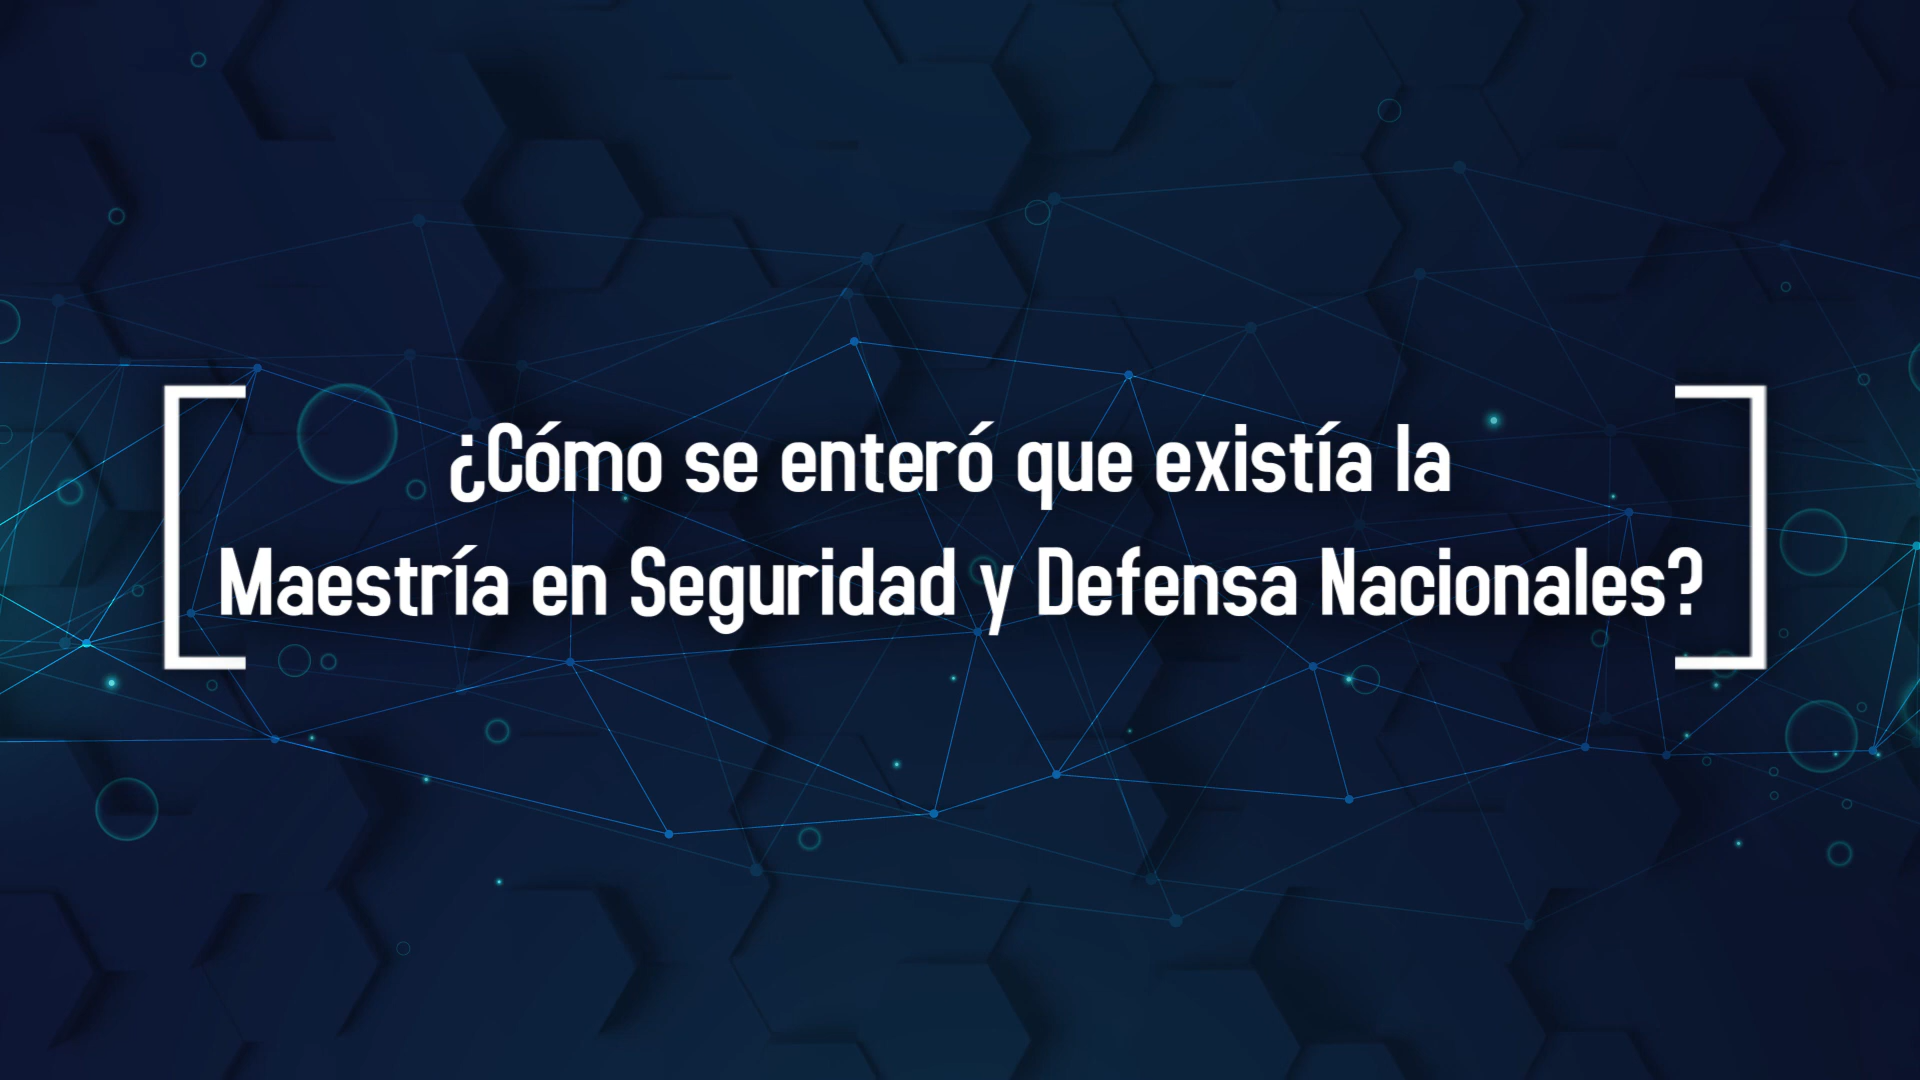 ¿Cómo se enteró que existía la
Maestría en Seguridad y Defensa Nacionales?